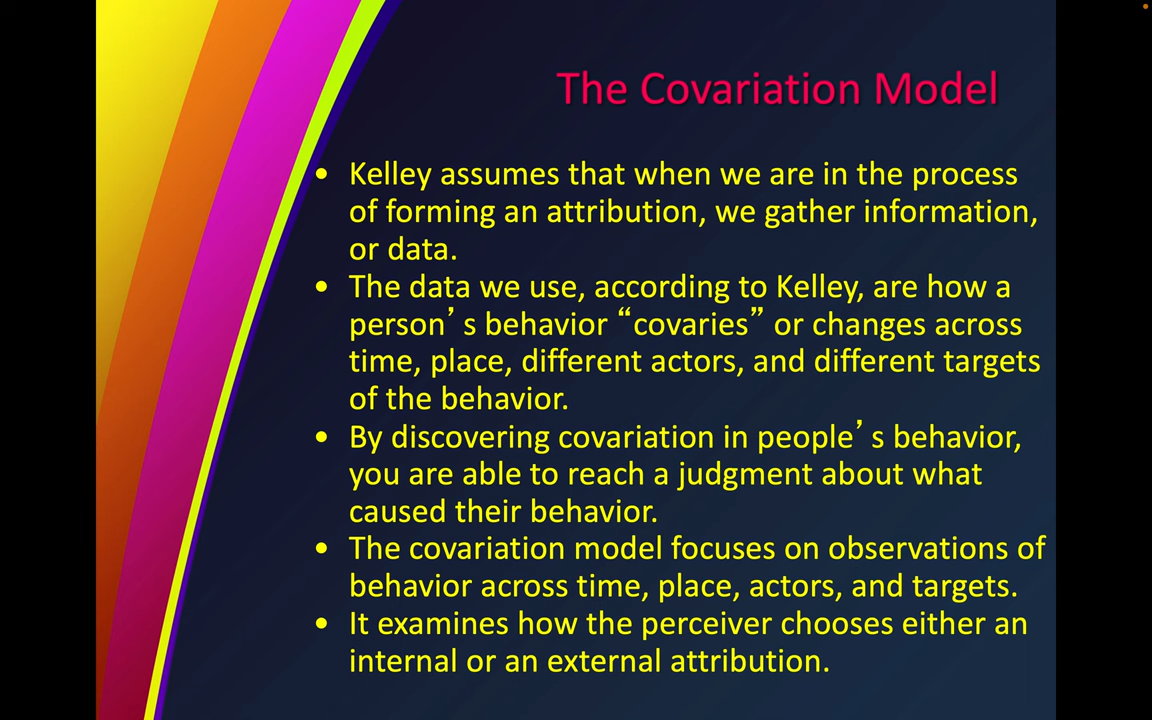 The Covariation Model
• Kelley assumes that when we are in the process
of forming an attribution, we gather information,
or data.
• The data we use, according to Kelley, are how a
person’s behavior “covaries” or changes across
time, place, different actors, and different targets
of the behavior.
• By discovering covariation in people’s behavior,
you are able to reach a judgment about what
caused their behavior.
• The covariation model focuses on observations of
behavior across time, place, actors, and targets.
• It examines how the perceiver chooses either an
internal or an external attribution.